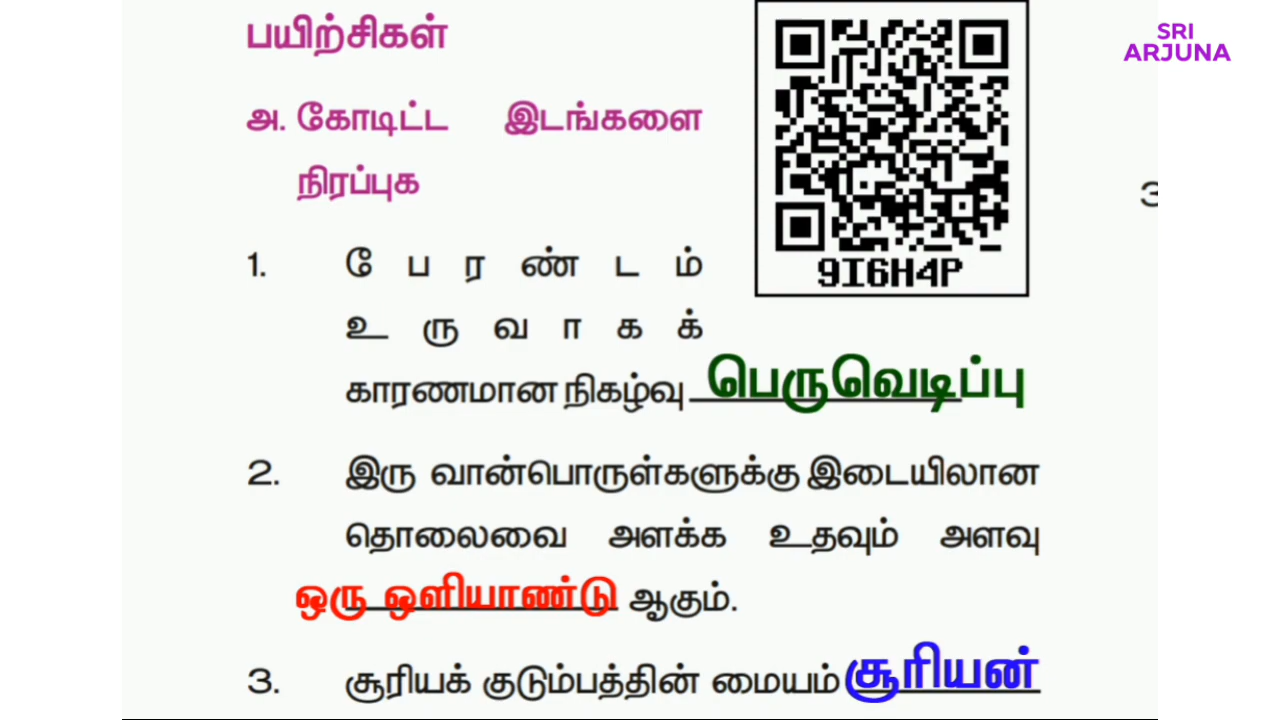 பயிற்சிகள்
அ. கோடிட்ட இடங்களை
நிரப்புக
9I6H4P
1. பேரண்டம்
உருவாகக்
காரணமான நிகழ்வு பெருவெடிப்பு
2. இரு வான்பொருள்களுக்கு இடையிலான
தொலைவை அளக்க உதவும் அளவு
ஒரு ஒளியாண்டு ஆகும்.
3. சூரியக் குடும்பத்தின் மையம் சூரியன்
SRI
ARJUNA